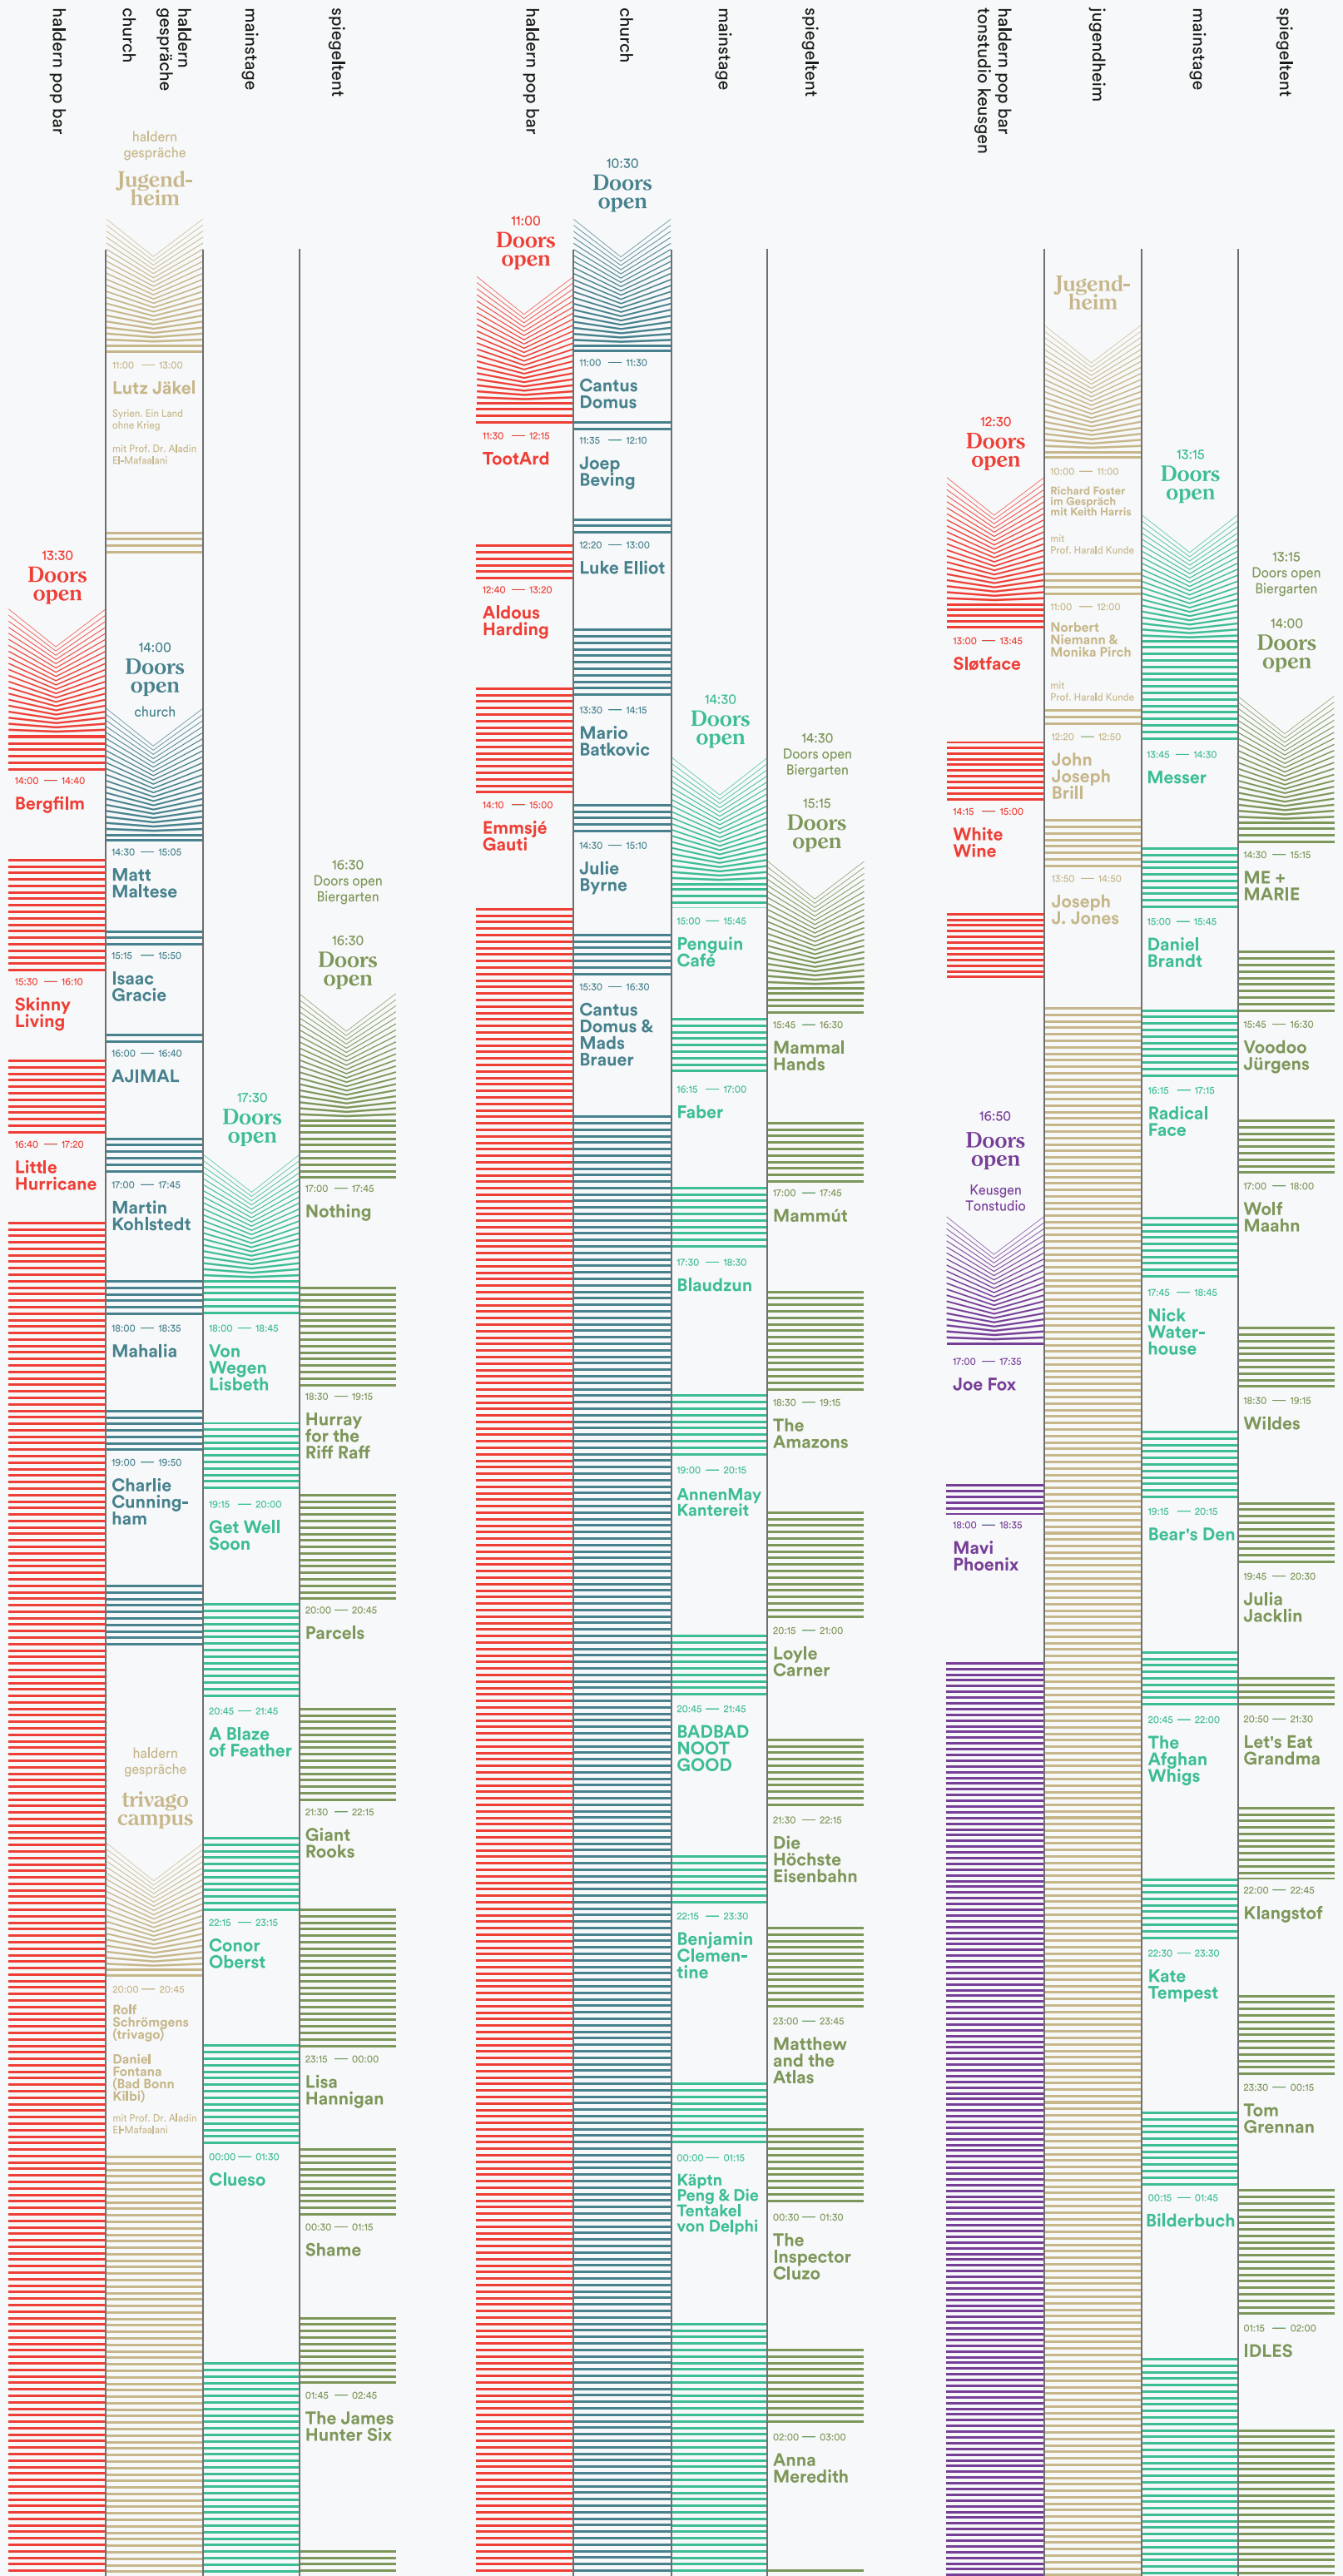 haldern pop bar
church
haldern
gespräche
mainstage
spiegeltent
haldern
gespräche
Jugend-
heim
11:00 — 13:00
Lutz Jäkel
Syrien. Ein Land
ohne Krieg
mit Prof. Dr. Aladin
El-Mafaalani
13:30
Doors
open
14:00 — 14:40
Bergfilm
15:30 — 16:10
Skinny
Living
16:40 — 17:20
Little
Hurricane
14:00
Doors
open
church
14:30 — 15:05
Matt
Maltese
15:15 — 15:50
Isaac
Gracie
16:00 — 16:40
AJIMAL
17:00 — 17:45
Martin
Kohlstedt
18:00 — 18:35
Mahalia
19:00 — 19:50
Charlie
Cunning-
ham
haldern
gespräche
trivago
campus
20:00 — 20:45
Rolf
Schrömgens
(trivago)
Daniel
Fontana
(Bad Bonn
Kilbi)
mit Prof. Dr. Aladin
El-Mafaalani
17:30
Doors
open
18:00 — 18:45
Von
Wegen
Lisbeth
19:15 — 20:00
Get Well
Soon
20:45 — 21:45
A Blaze
of Feather
22:15 — 23:15
Conor
Oberst
00:00 — 01:30
Clueso
16:30
Doors open
Biergarten
16:30
Doors
open
17:00 — 17:45
Nothing
18:30 — 19:15
Hurray
for the
Riff Raff
20:00 — 20:45
Parcels
21:30 — 22:15
Giant
Rooks
23:15 — 00:00
Lisa
Hannigan
00:30 — 01:15
Shame
01:45 — 02:45
The James
Hunter Six
haldern pop bar
church
mainstage
spiegeltent
11:00
Doors
open
11:30 — 12:15
TootArd
12:40 — 13:20
Aldous
Harding
14:10 — 15:00
Emmsjé
Gauti
10:30
Doors
open
11:00 — 11:30
Cantus
Domus
11:35 — 12:10
Joep
Beving
12:20 — 13:00
Luke Elliot
13:30 — 14:15
Mario
Batkovic
14:30 — 15:10
Julie
Byrne
15:30 — 16:30
Cantus
Domus &
Mads
Brauer
14:30
Doors
open
15:00 — 15:45
Penguin
Café
16:15 — 17:00
Faber
17:30 — 18:30
Blaudzun
19:00 — 20:15
AnnenMay
Kantereit
20:45 — 21:45
BADBAD
NOOT
GOOD
22:15 — 23:30
Benjamin
Clemen-
tine
00:00 — 01:15
Käptn
Peng & Die
Tentakel
von Delphi
14:30
Doors open
Biergarten
15:15
Doors
open
15:45 — 16:30
Mammal
Hands
17:00 — 17:45
Mammút
18:30 — 19:15
The
Amazons
20:15 — 21:00
Loyle
Carner
21:30 — 22:15
Die
Höchste
Eisenbahn
23:00 — 23:45
Matthew
and the
Atlas
00:30 — 01:30
The
Inspector
Cluzo
02:00 — 03:00
Anna
Meredith
haldern pop bar
tonstudio keusgen
jugendheim
mainstage
spiegeltent
12:30
Doors
open
13:00 — 13:45
Sløtface
14:15 — 15:00
White
Wine
16:50
Doors
open
Keusgen
Tonstudio
17:00 — 17:35
Joe Fox
18:00 — 18:35
Mavi
Phoenix
Jugend-
heim
10:00 — 11:00
Richard Foster
im Gespräch
mit Keith Harris
mit
Prof. Harald Kunde
11:00 — 12:00
Norbert
Niemann &
Monika Pirch
mit
Prof. Harald Kunde
12:20 — 12:50
John
Joseph
Brill
13:50 — 14:50
Joseph
J. Jones
13:15
Doors
open
13:45 — 14:30
Messer
15:00 — 15:45
Daniel
Brandt
16:15 — 17:15
Radical
Face
17:45 — 18:45
Nick
Water-
house
19:15 — 20:15
Bear's Den
20:45 — 22:00
The
Afghan
Whigs
22:30 — 23:30
Kate
Tempest
00:15 — 01:45
Bilderbuch
13:15
Doors open
Biergarten
14:00
Doors
open
14:30 — 15:15
ME +
MARIE
15:45 — 16:30
Voodoo
Jürgens
17:00 — 18:00
Wolf
Maahn
18:30 — 19:15
Wildes
19:45 — 20:30
Julia
Jacklin
20:50 — 21:30
Let's Eat
Grandma
22:00 — 22:45
Klangstof
23:30 — 00:15
Tom
Grennan
01:15 — 02:00
IDLES